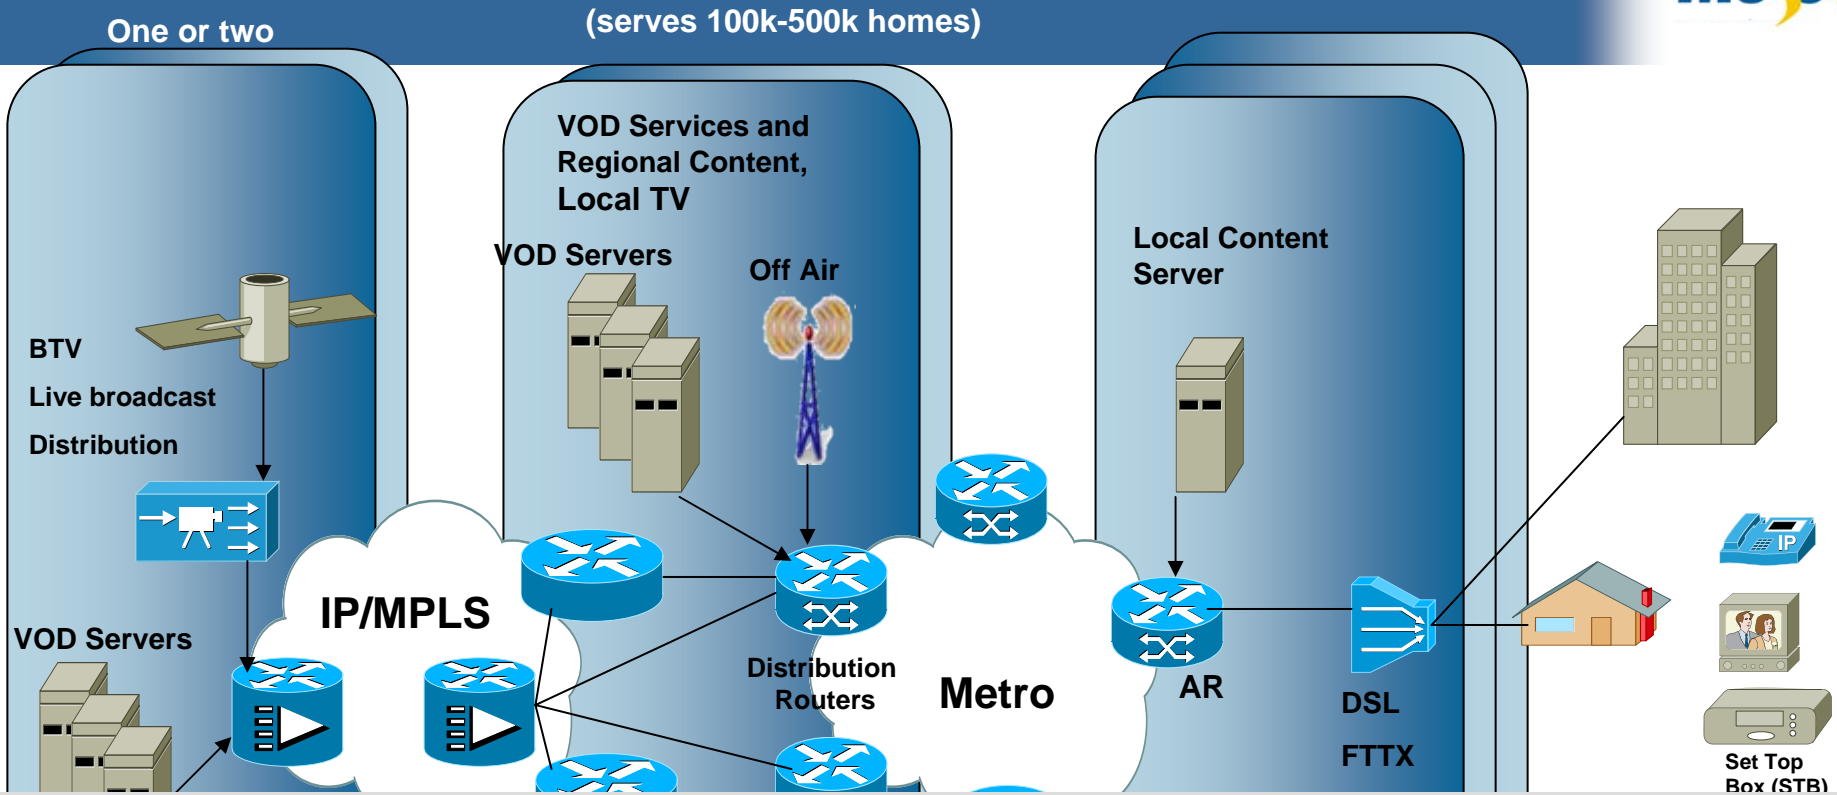 One or two
(serves 100k-500k homes)
VOD Services and
Regional Content,
Local TV
VOD Servers
Off Air
Local Content
Server
BTV
Live broadcast
Distribution
IP
IP/MPLS
VOD Servers
Distribution
Routers
Metro
AR
DSL
FTTX
Set Top
Box (STB)